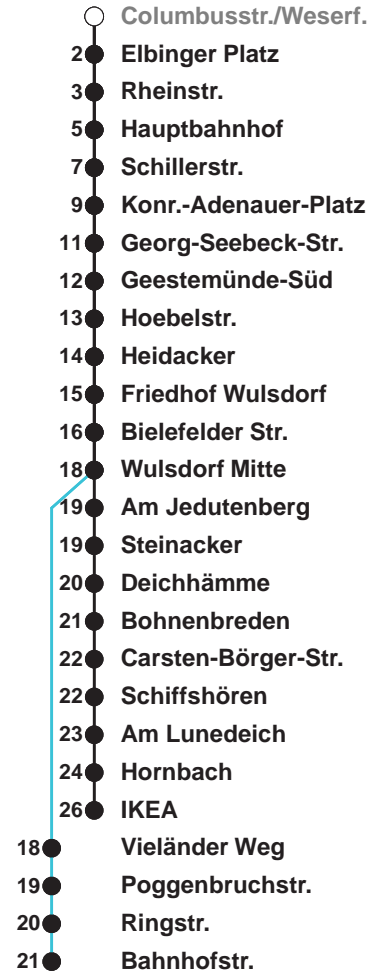 Columbusstr./Weserf.
2 Elbinger Platz
3 Rheinstr.
5 Hauptbahnhof
7 Schillerstr.
9 Konr.-Adenauer-Platz
11 Georg-Seebeck-Str.
12 Geestemünde-Süd
13 Hoebelstr.
14 Heidacker
15 Friedhof Wulsdorf
16 Bielefelder Str.
18 Wulsdorf Mitte
19 Am Jedutenberg
19 Steinacker
20 Deichhämme
21 Bohnenbreden
22 Carsten-Börger-Str.
22 Schiffshören
23 Am Lunedeich
24 Hornbach
26 IKEA
18 Vieländer Weg
19 Poggenbruchstr.
20 Ringstr.
21 Bahnhofstr.